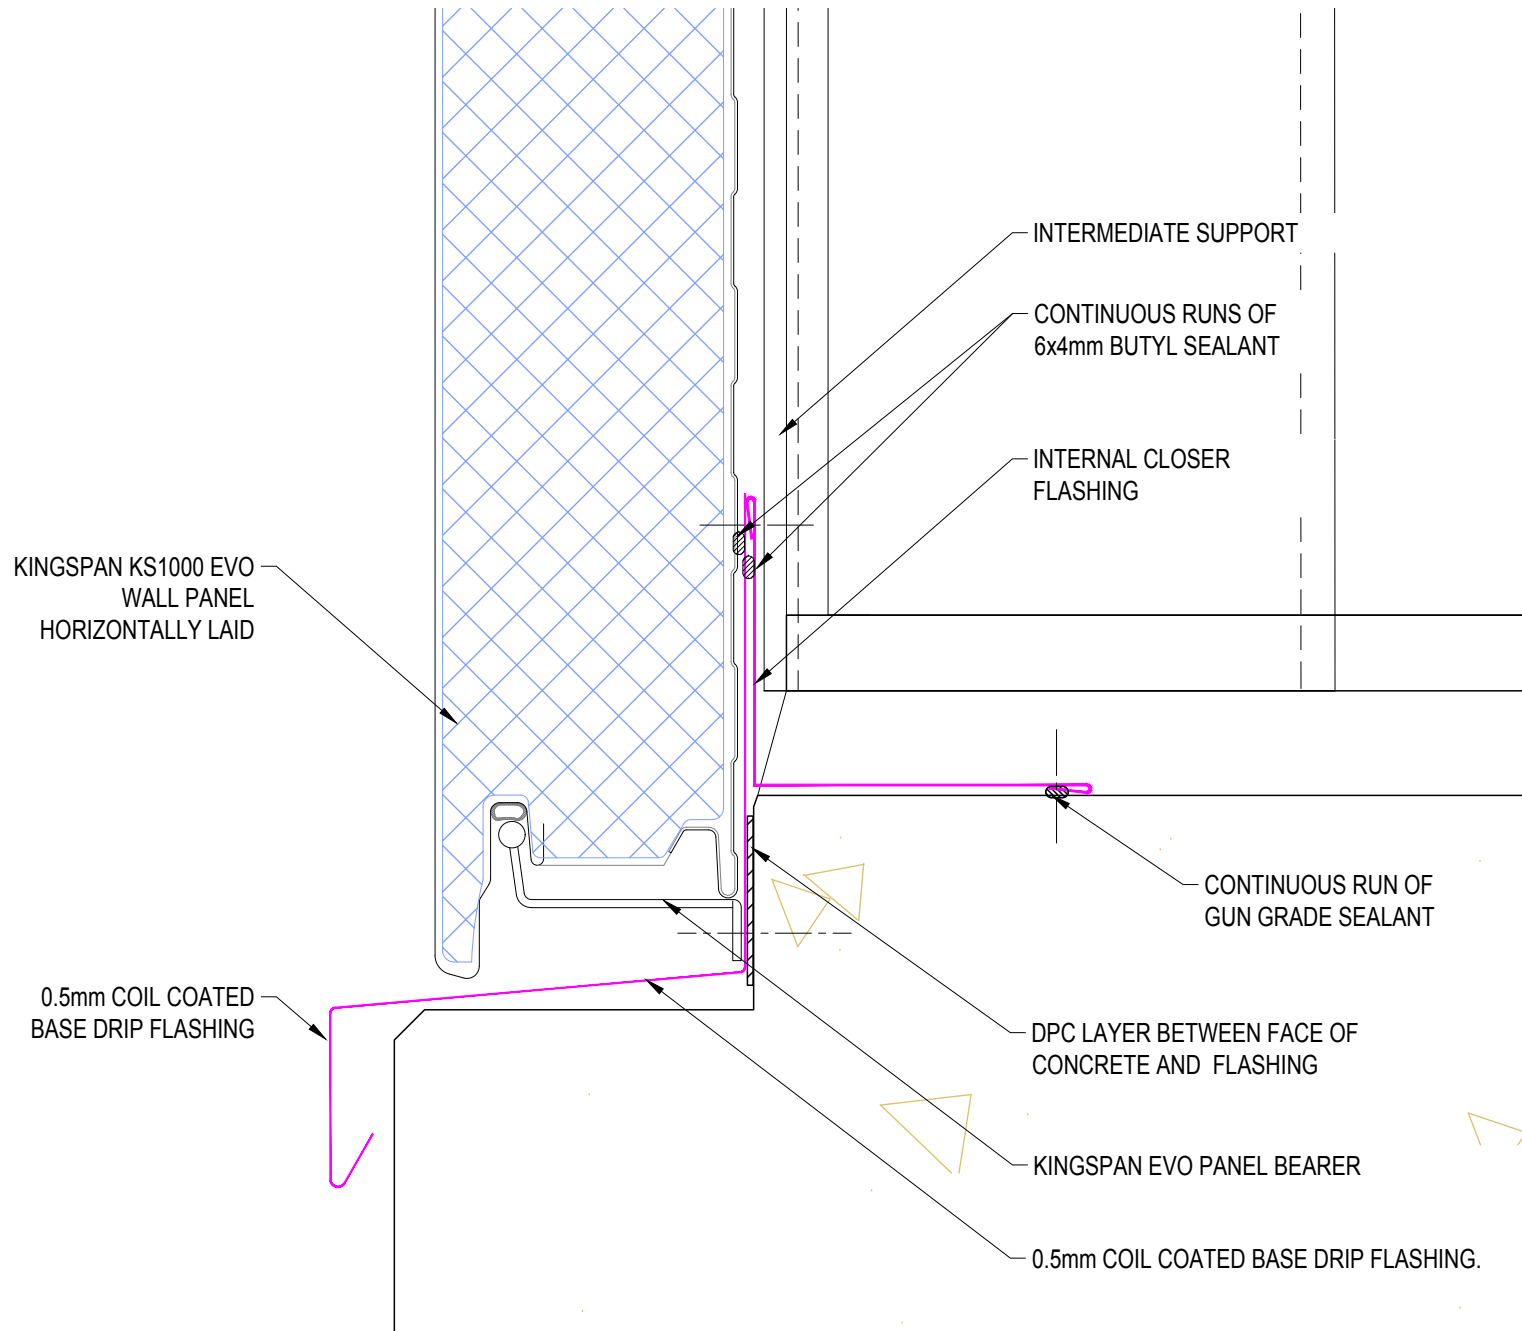 INTERMEDIATE SUPPORT
CONTINUOUS RUNS OF
6x4mm BUTYL SEALANT
INTERNAL CLOSER
FLASHING
KINGSPAN KS1000 EVO
WALL PANEL
HORIZONTALLY LAID
CONTINUOUS RUN OF
GUN GRADE SEALANT
0.5mm COIL COATED
BASE DRIP FLASHING
DPC LAYER BETWEEN FACE OF
CONCRETE AND FLASHING
KINGSPAN EVO PANEL BEARER
0.5mm COIL COATED BASE DRIP FLASHING.